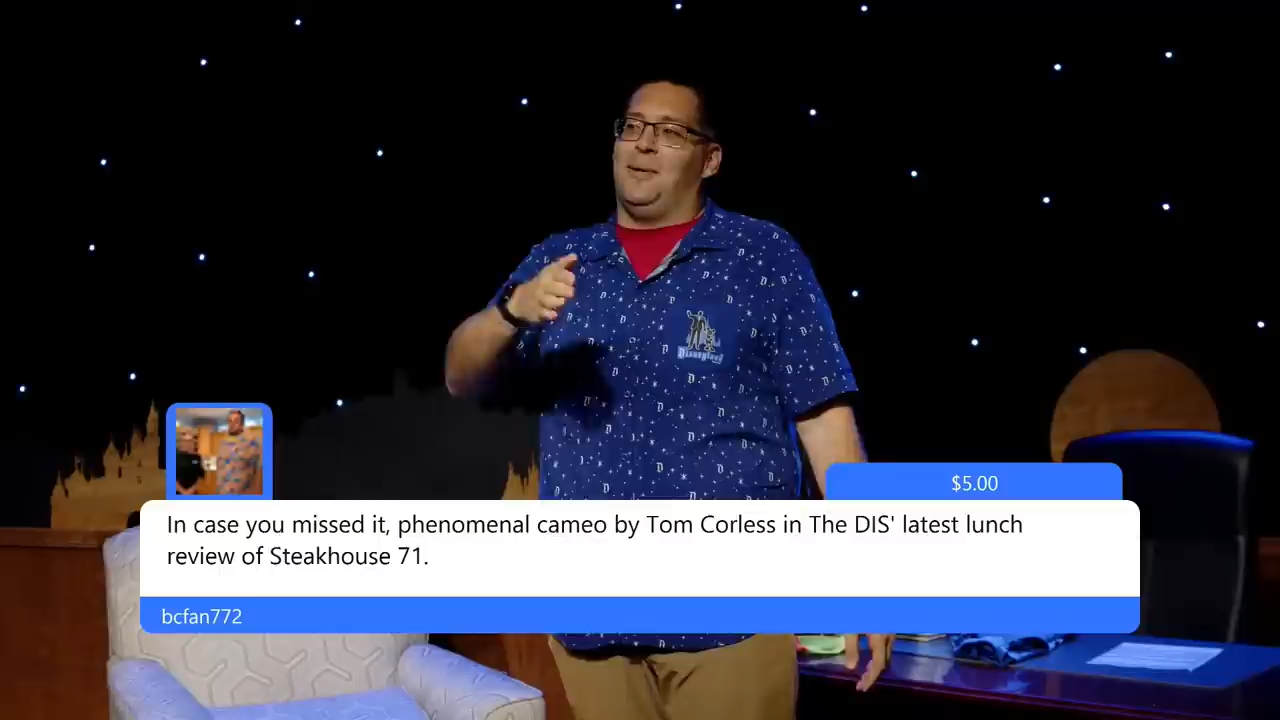 Disneyland
$5.00
In case you missed it, phenomenal cameo by Tom Corless in The DIS' latest lunch
review of Steakhouse 71.
bcfan772